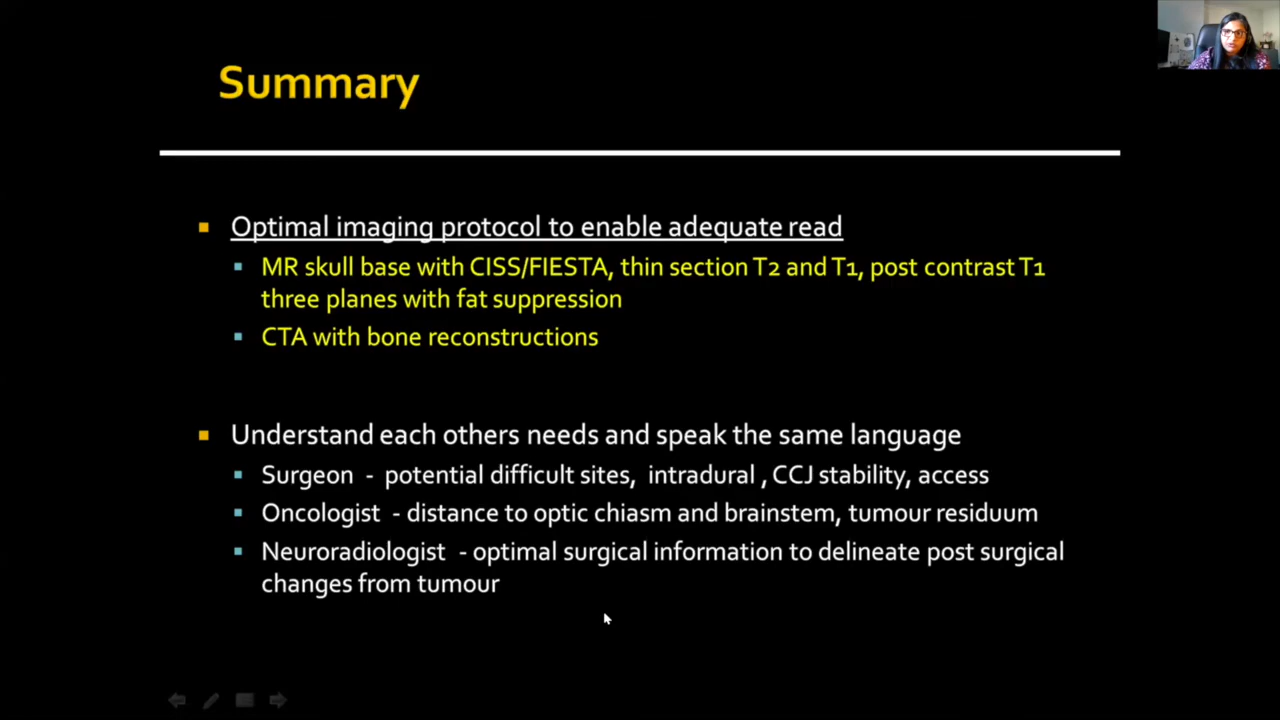 Summary
Optimal imaging protocol to enable adequate read
MR skull base with CISS/FIESTA, thin section T2 and T1, post contrast T1
three planes with fat suppression
CTA with bone reconstructions
Understand each others needs and speak the same language
Surgeon - potential difficult sites, intradural , CCJ stability, access
Oncologist - distance to optic chiasm and brainstem, tumour residuum
Neuroradiologist - optimal surgical information to delineate post surgical
changes from tumour